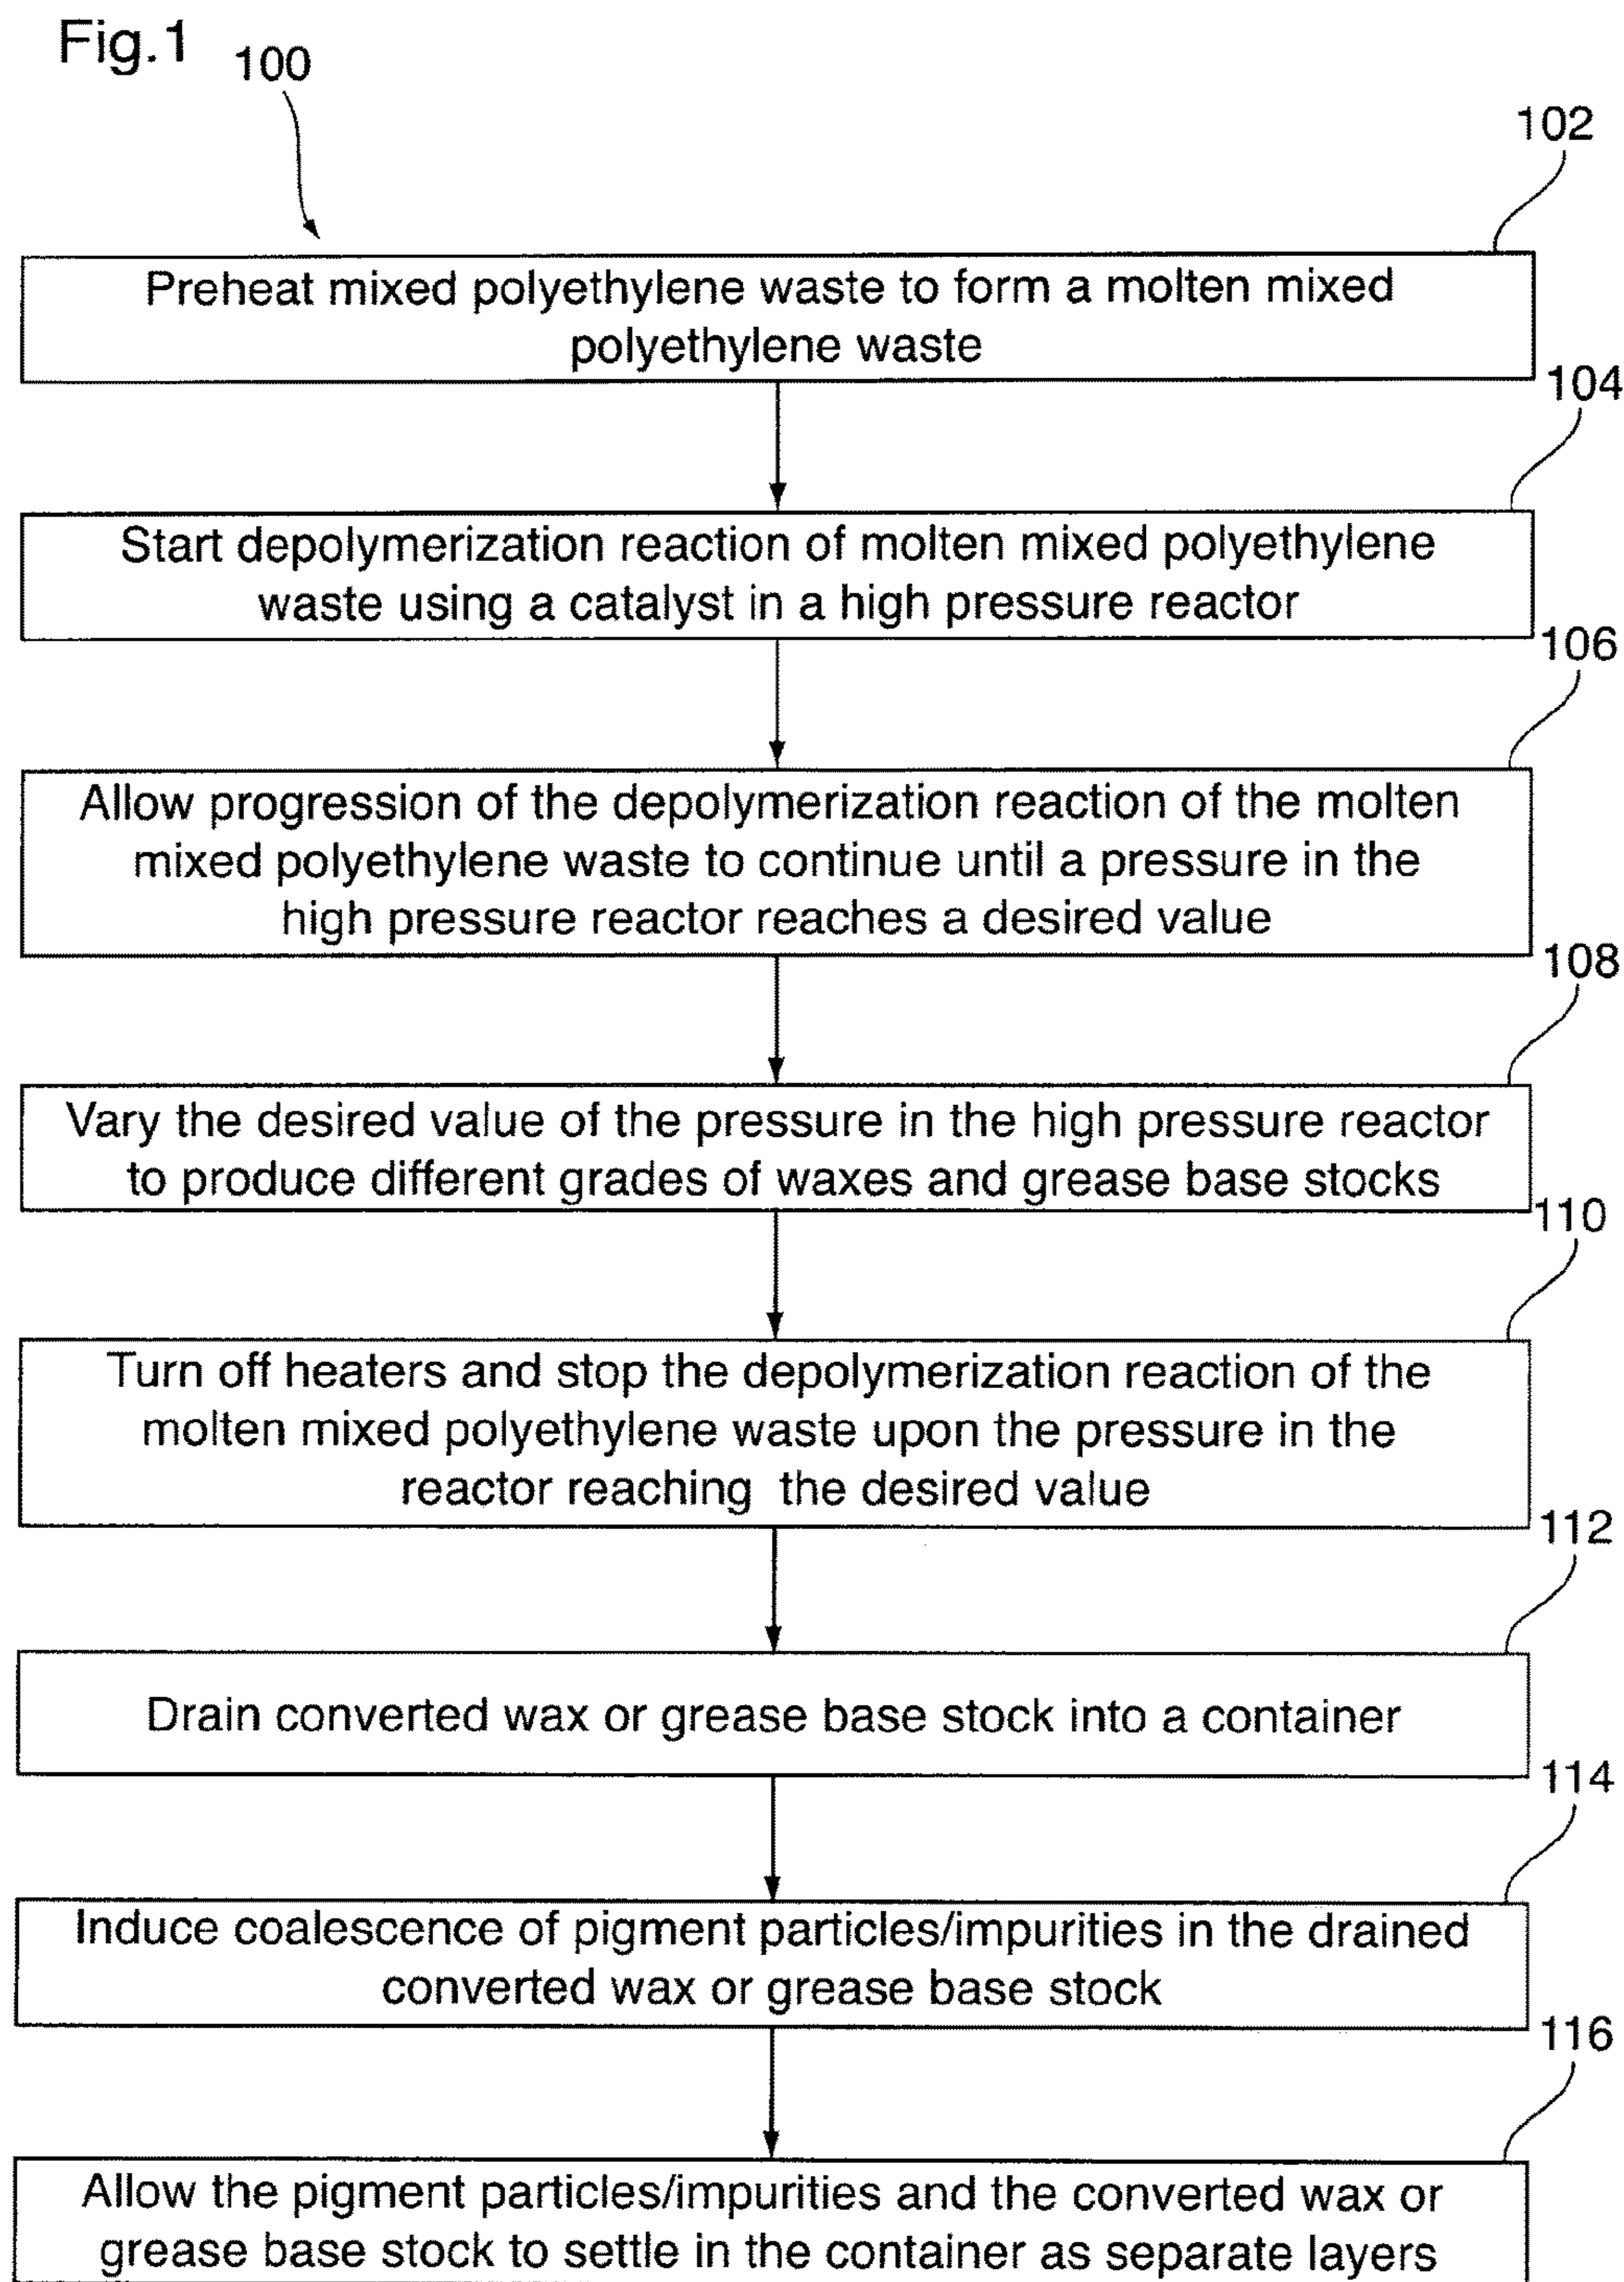 Fig.1
100
102
Preheat mixed polyethylene waste to form a molten mixed
polyethylene waste
104
Start depolymerization reaction of molten mixed polyethylene
waste using a catalyst in a high pressure reactor
106
Allow progression of the depolymerization reaction of the molten
mixed polyethylene waste to continue until a pressure in the
high pressure reactor reaches a desired value
108
Vary the desired value of the pressure in the high pressure reactor
to produce different grades of waxes and grease base stocks
110
Turn off heaters and stop the depolymerization reaction of the
molten mixed polyethylene waste upon the pressure in the
reactor reaching the desired value
112
Drain converted wax or grease base stock into a container
114
Induce coalescence of pigment particles/impurities in the drained
converted wax or grease base stock
116
Allow the pigment particles/impurities and the converted wax or
grease base stock to settle in the container as separate layers